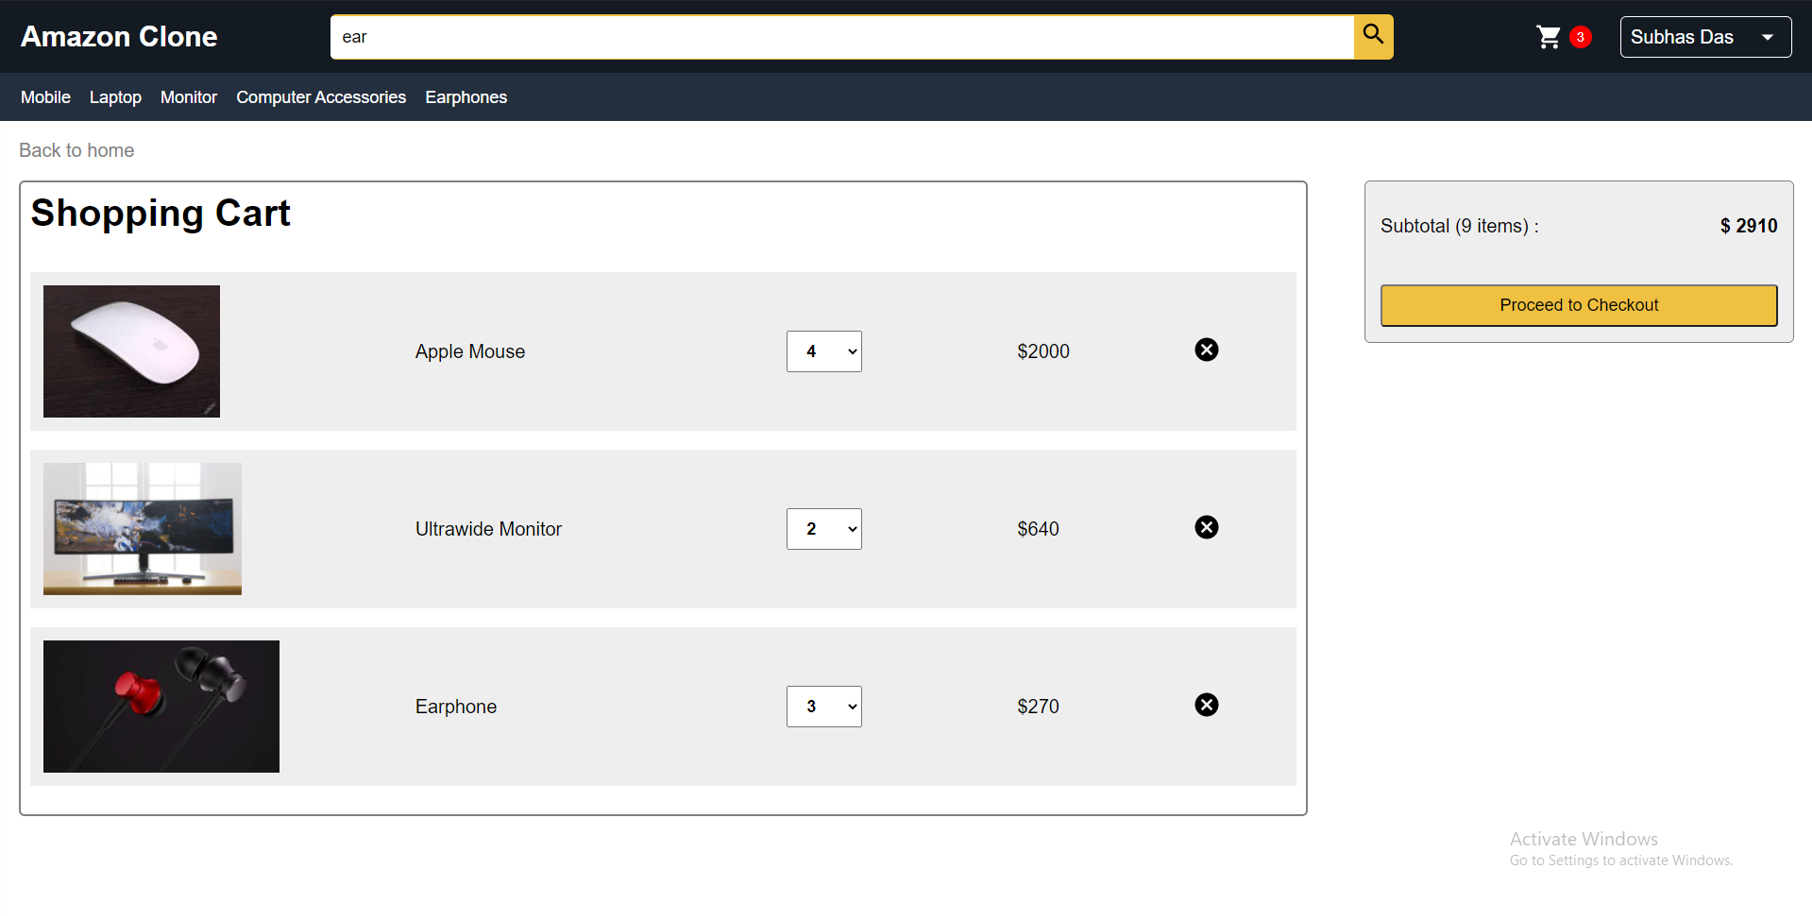 Amazon Clone
ear
3
Subhas Das
Mobile Laptop Monitor Computer Accessories Earphones
Back to home
Shopping Cart
Apple Mouse 4 $2000
Ultrawide Monitor 2 $640
Earphone 3 $270
Subtotal (9 items) : $ 2910
Proceed to Checkout
Activate Windows
Go to Settings to activate Windows.